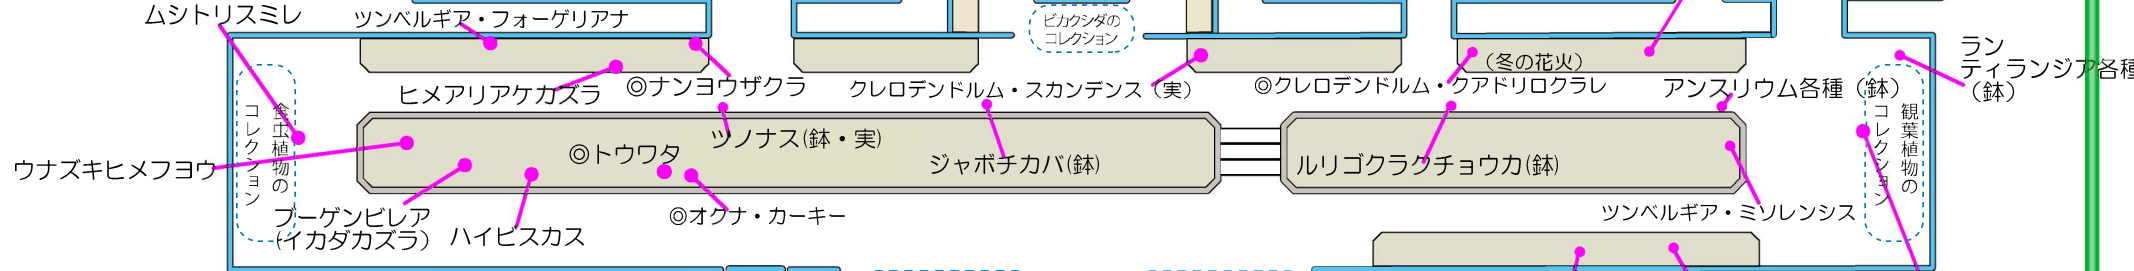 ムシトリスミレ
ツンベルギア・フォーゲリアナ
ビカクシダの
コレクション
ラン
ティランジア各種
（鉢）
ヒメアリアケカズラ
◎ナンヨウザクラ
クレロデンドルム・スカンデンス（実）
（冬の花火）
◎クレロデンドルム・クアドリロクラレ
アンスリウム各種（鉢）
食虫植物の
コレクション
観葉植物の
コレクション
ツノナス(鉢・実)
◎トウワタ
ジャボチカバ(鉢)
ルリゴクラクチョウカ(鉢)
ウナズキヒメフヨウ
ブーゲンビレア
(イカダカズラ）
ハイビスカス
◎オクナ・カーキー
ツンベルギア・ミソレンシス